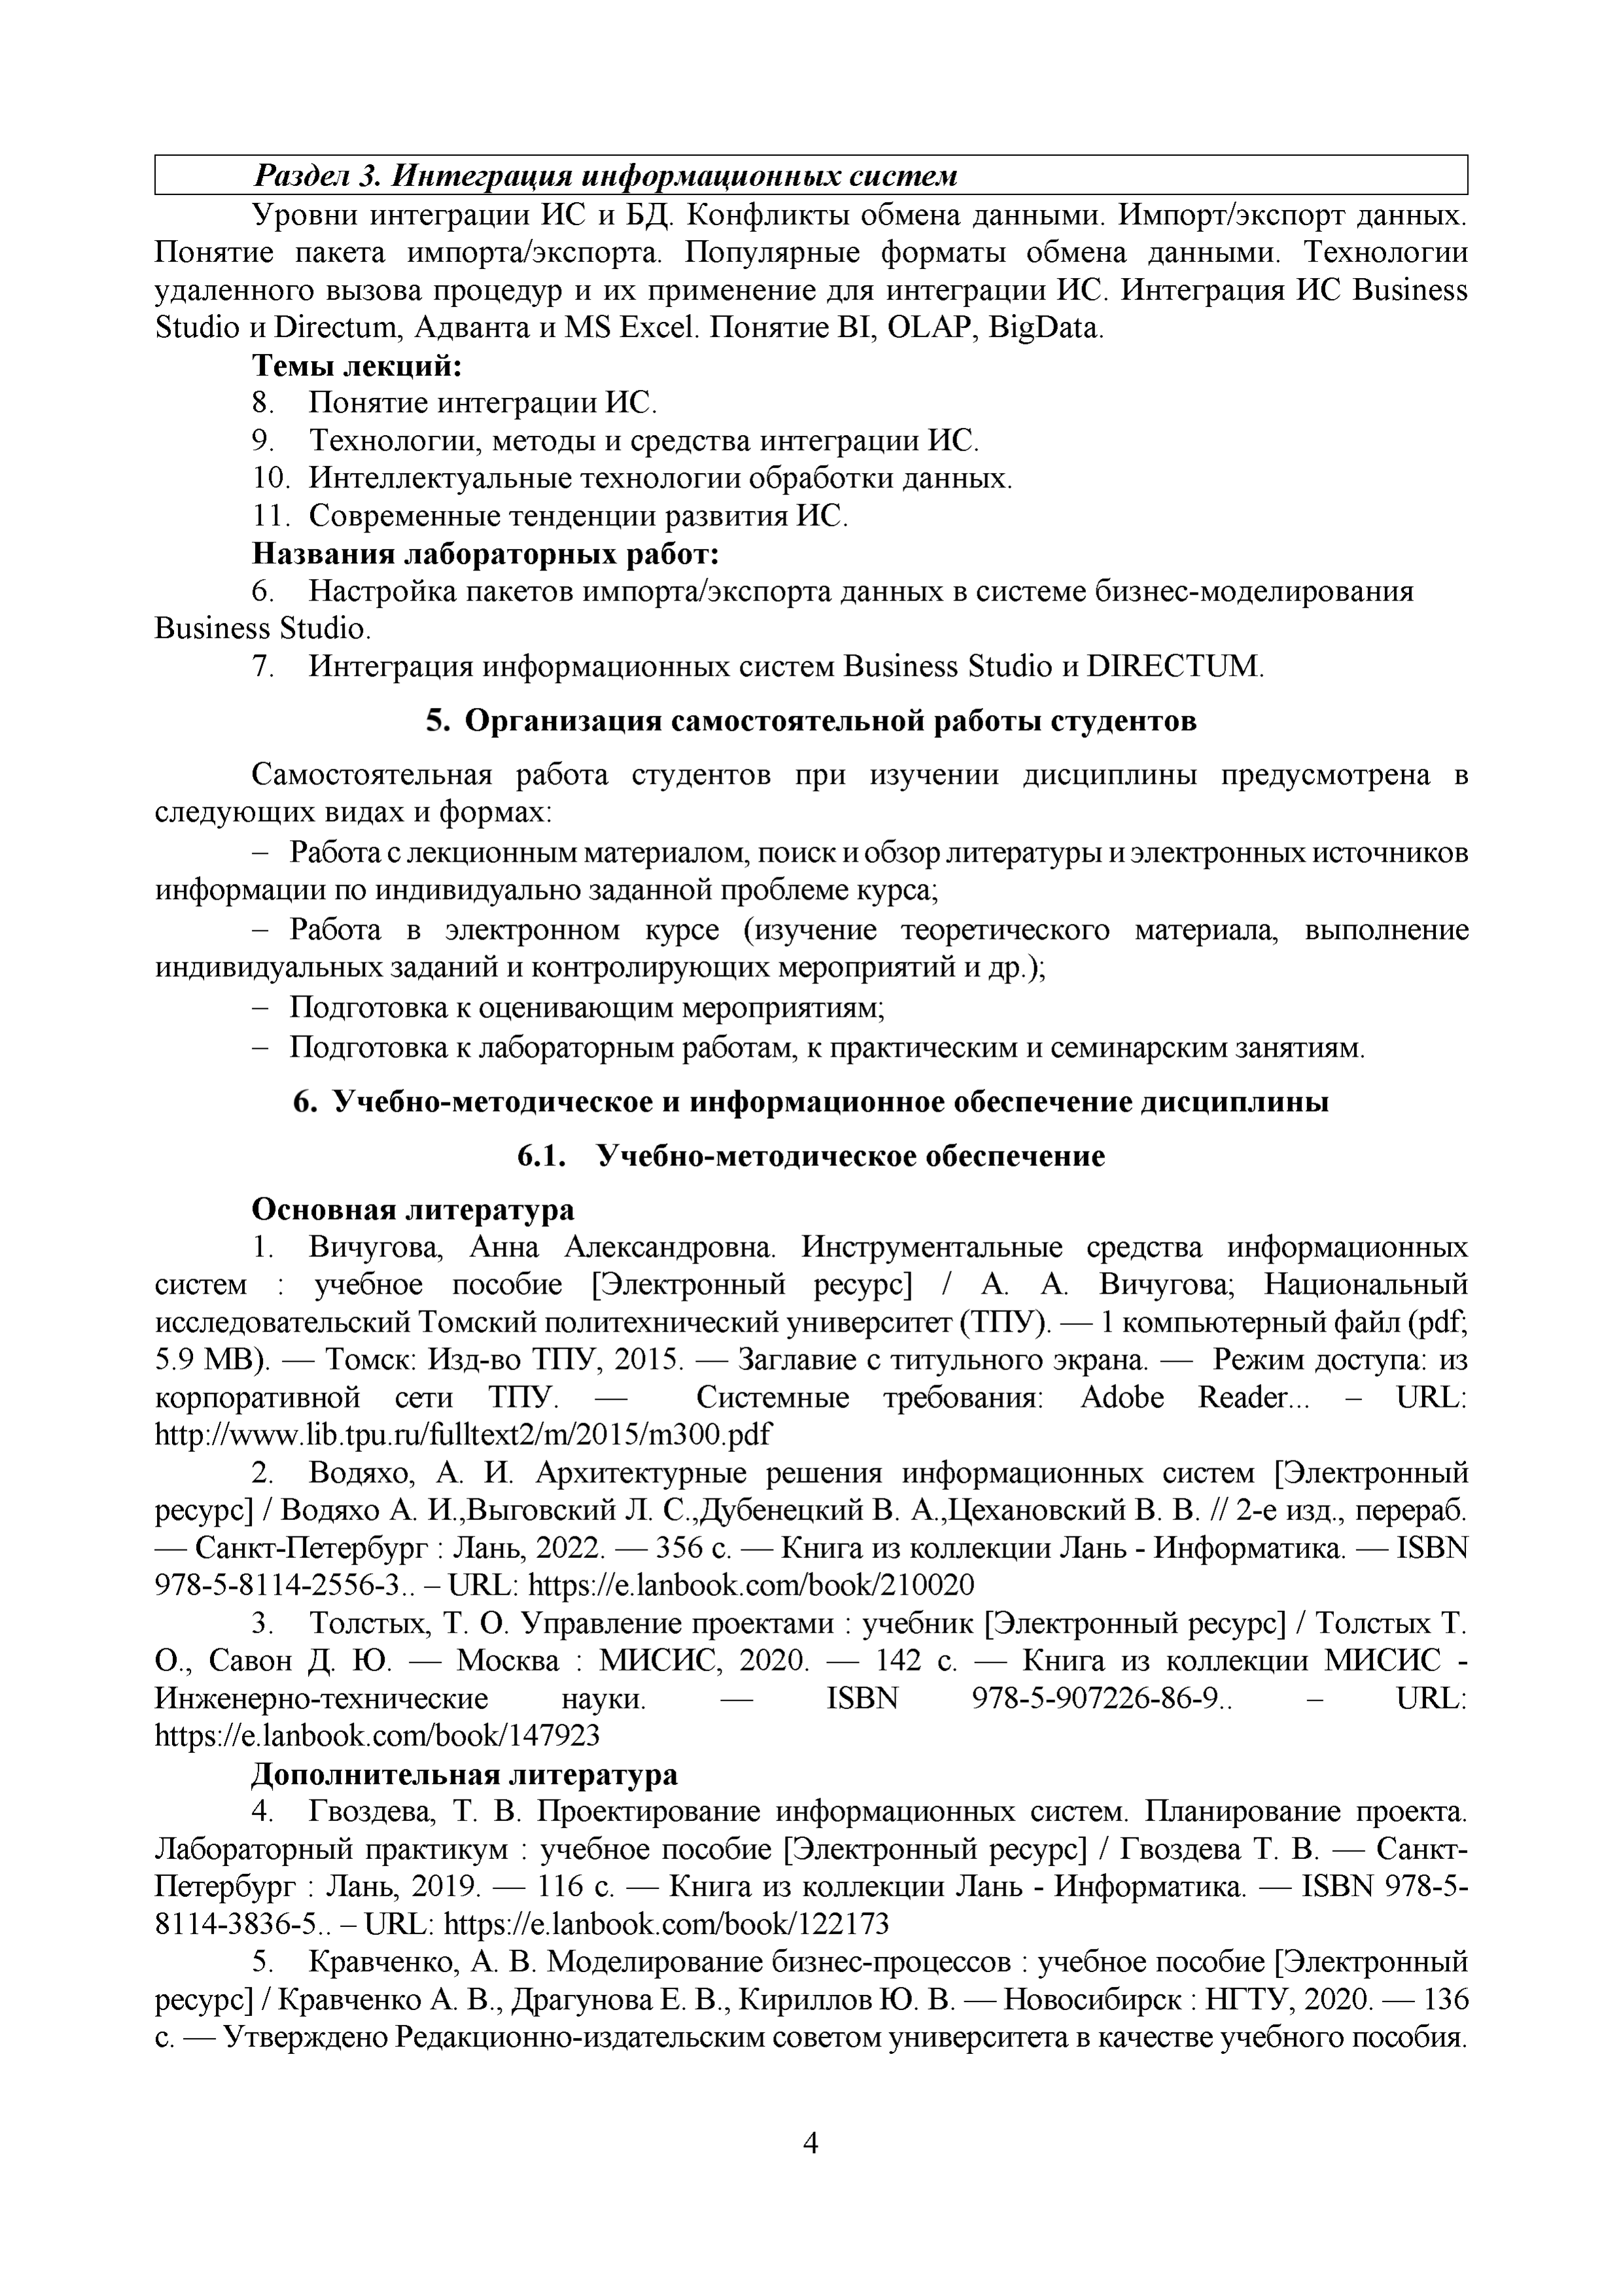 Раздел 3. Интеграция информационных систем
Уровни интеграции ИС и БД. Конфликты обмена данными. Импорт/экспорт данных.
Понятие пакета импорта/экспорта. Популярные форматы обмена данными. Технологии
удаленного вызова процедур и их применение для интеграции ИС. Интеграция ИС Business
Studio и Directum, Адванта и MS Excel. Понятие BI, OLAP, BigData.
Темы лекций:
8. Понятие интеграции ИС.
9. Технологии, методы и средства интеграции ИС.
10. Интеллектуальные технологии обработки данных.
11. Современные тенденции развития ИС.
Названия лабораторных работ:
6. Настройка пакетов импорта/экспорта данных в системе бизнес-моделирования
Business Studio.
7. Интеграция информационных систем Business Studio и DIRECTUM.
5. Организация самостоятельной работы студентов
Самостоятельная работа студентов при изучении дисциплины предусмотрена в
следующих видах и формах:
– Работа с лекционным материалом, поиск и обзор литературы и электронных источников
информации по индивидуально заданной проблеме курса;
– Работа в электронном курсе (изучение теоретического материала, выполнение
индивидуальных заданий и контролирующих мероприятий и др.);
– Подготовка к оценивающим мероприятиям;
– Подготовка к лабораторным работам, к практическим и семинарским занятиям.
6. Учебно-методическое и информационное обеспечение дисциплины
6.1. Учебно-методическое обеспечение
Основная литература
1. Вичугова, Анна Александровна. Инструментальные средства информационных
систем : учебное пособие [Электронный ресурс] / А. А. Вичугова; Национальный
исследовательский Томский политехнический университет (ТПУ). — 1 компьютерный файл (pdf;
5.9 MB). — Томск: Изд-во ТПУ, 2015. — Заглавие с титульного экрана. — Режим доступа: из
корпоративной сети ТПУ. — Системные требования: Adobe Reader... – URL:
http://www.lib.tpu.ru/fulltext2/m/2015/m300.pdf
2. Водяхо, А. И. Архитектурные решения информационных систем [Электронный
ресурс] / Водяхо А. И.,Выговский Л. С.,Дубенецкий В. А.,Цехановский В. В. // 2-е изд., перераб.
— Санкт-Петербург : Лань, 2022. — 356 с. — Книга из коллекции Лань - Информатика. — ISBN
978-5-8114-2556-3.. – URL: https://e.lanbook.com/book/210020
3. Толстых, Т. О. Управление проектами : учебник [Электронный ресурс] / Толстых Т.
О., Савон Д. Ю. — Москва : МИСИС, 2020. — 142 с. — Книга из коллекции МИСИС -
Инженерно-технические науки. — ISBN 978-5-907226-86-9.. – URL:
https://e.lanbook.com/book/147923
Дополнительная литература
4. Гвоздева, Т. В. Проектирование информационных систем. Планирование проекта.
Лабораторный практикум : учебное пособие [Электронный ресурс] / Гвоздева Т. В. — Санкт-
Петербург : Лань, 2019. — 116 с. — Книга из коллекции Лань - Информатика. — ISBN 978-5-
8114-3836-5.. – URL: https://e.lanbook.com/book/122173
5. Кравченко, А. В. Моделирование бизнес-процессов : учебное пособие [Электронный
ресурс] / Кравченко А. В., Драгунова Е. В., Кириллов Ю. В. — Новосибирск : НГТУ, 2020. — 136
с. — Утверждено Редакционно-издательским советом университета в качестве учебного пособия.
4